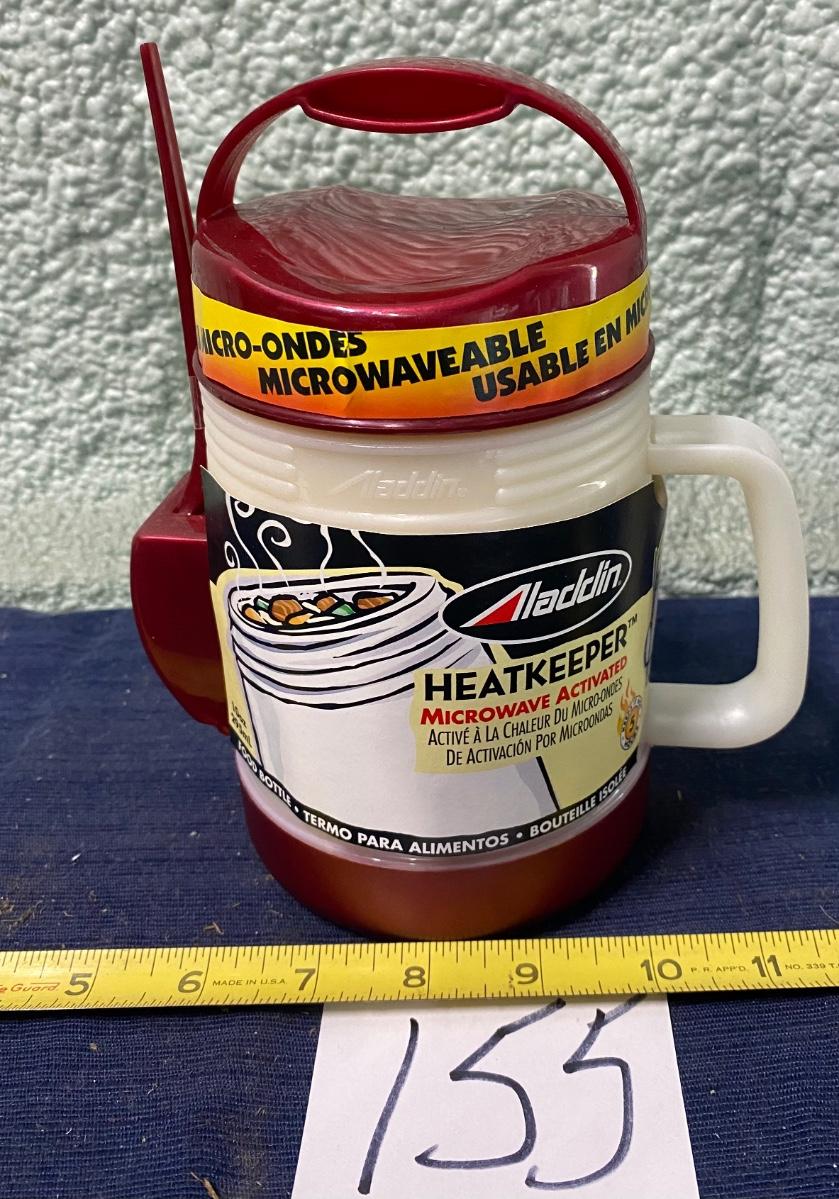 MICRO-ONDES
MICROWAVEABLE
USABLE EN
Aladdin
Aladdin
HEATKEEPER™
MICROWAVE ACTIVATED
ACTIVÉ À LA CHALEUR DU MICRO-ONDES
DE ACTIVACIÓN POR MICROONDAS
FOOD BOTTLE • TERMO PARA ALIMENTOS • BOUTEILLE ISOLÉE
5 6 MADE IN U.S.A. 7 8 9 10 P. R. APP'D. 11 NO. 339
155